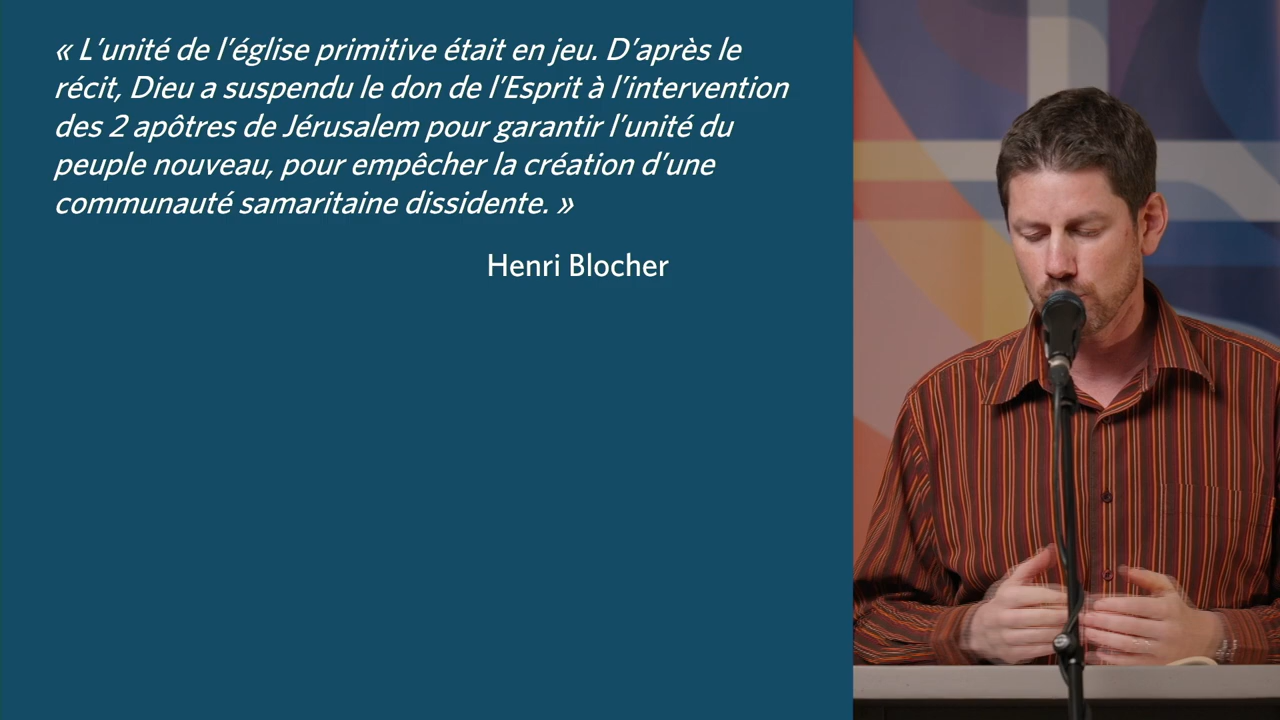 « L’unité de l’église primitive était en jeu. D’après le
récit, Dieu a suspendu le don de l’Esprit à l’intervention
des 2 apôtres de Jérusalem pour garantir l’unité du
peuple nouveau, pour empêcher la création d’une
communauté samaritaine dissidente. »
Henri Blocher